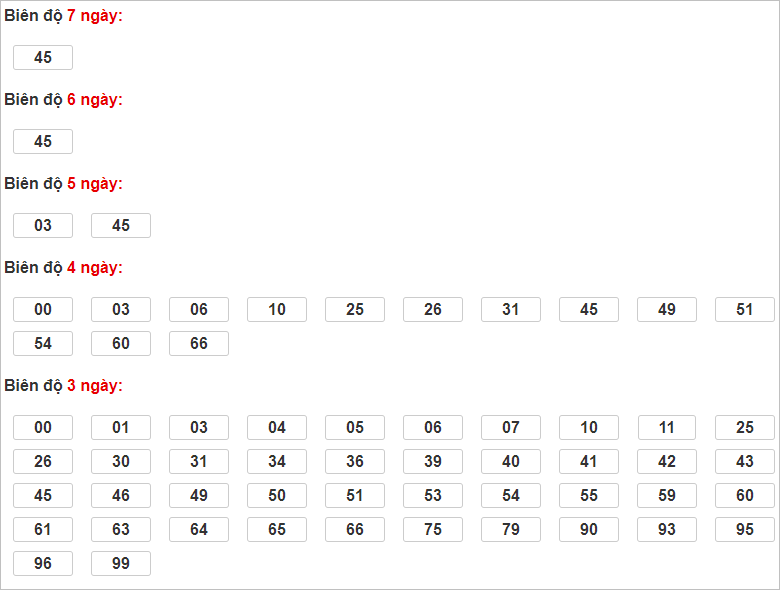 Biên độ 7 ngày:
45
Biên độ 6 ngày:
45
Biên độ 5 ngày:
03 45
Biên độ 4 ngày:
00 03 06 10 25 26 31 45 49 51
54 60 66
Biên độ 3 ngày:
00 01 03 04 05 06 07 10 11 25
26 30 31 34 36 39 40 41 42 43
45 46 49 50 51 53 54 55 59 60
61 63 64 65 66 75 79 90 93 95
96 99